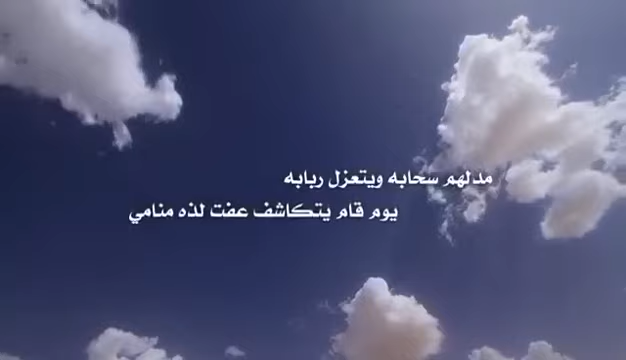 مدلهم سحابه ويتعزل ربابه
يوم قام يتكاشف عفت لذه منامي